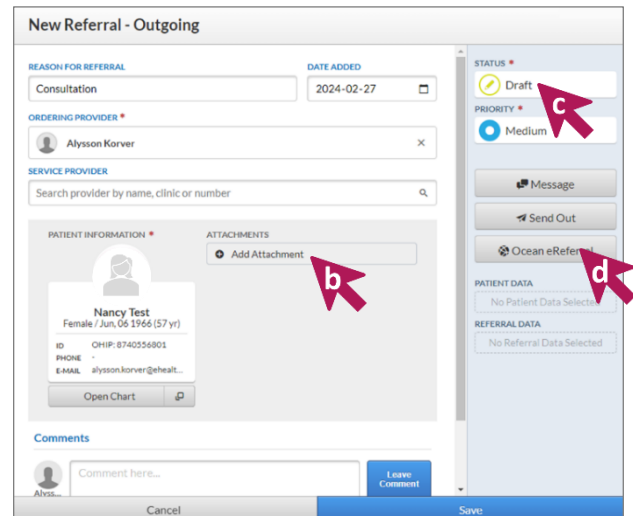 New Referral - Outgoing
REASON FOR REFERRAL
DATE ADDED
Consultation
2024-02-27
ORDERING PROVIDER *
Alysson Korver
SERVICE PROVIDER
Search provider by name, clinic or number
PATIENT INFORMATION *
ATTACHMENTS
Add Attachment
b
Nancy Test
Female / Jun, 06 1966 (57 yr)
ID OHIP: 8740556801
PHONE -
E-MAIL alysson.korver@ehealt...
Open Chart
Comments
Comment here...
Alyss...
Leave
Comment
Cancel
Save
STATUS *
Draft
c
PRIORITY *
Medium
Message
Send Out
Ocean eReferral
d
PATIENT DATA
No Patient Data Selected
REFERRAL DATA
No Referral Data Selected